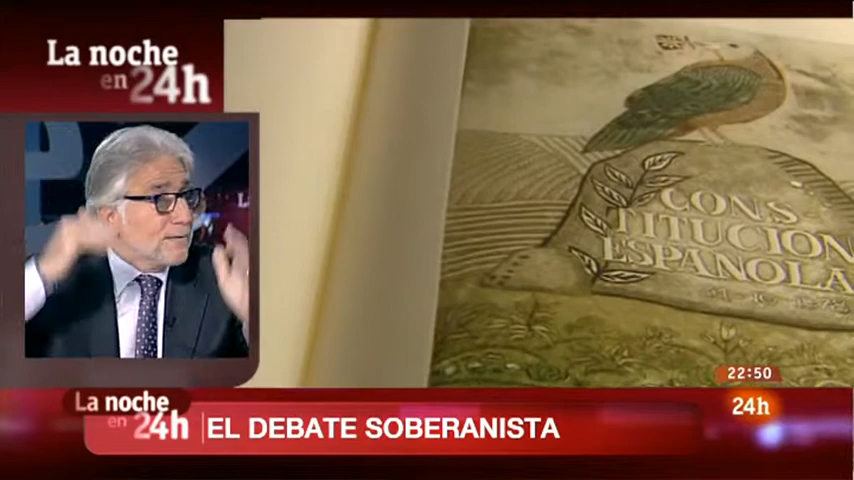 La noche
en 24h
CONS
TITUCION
ESPAÑOLA
22:50
24h
La noche
en 24h
EL DEBATE SOBERANISTA